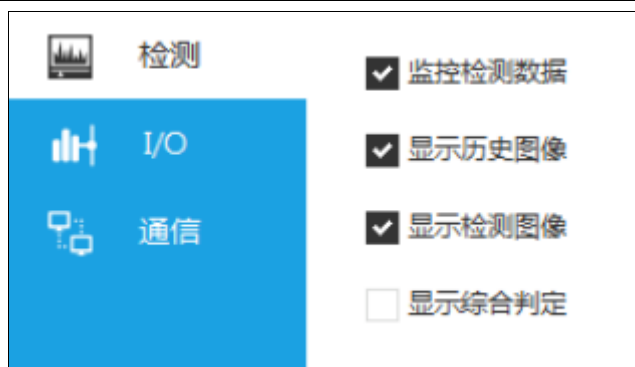 检测
I/O
通信
监控检测数据
显示历史图像
显示检测图像
显示综合判定